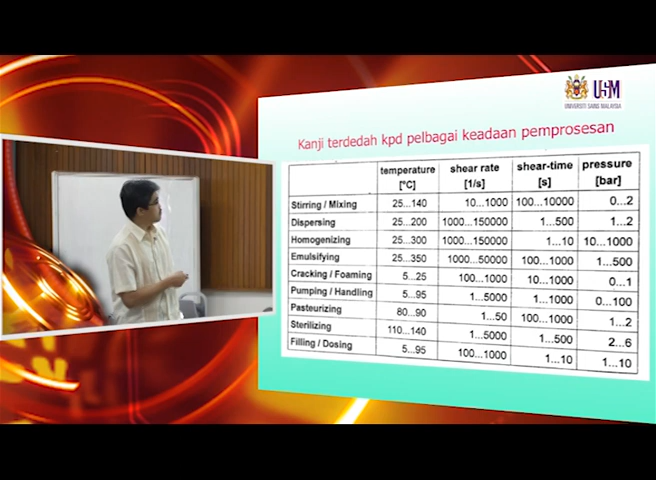 USM
UNIVERSITI SAINS MALAYSIA
Kanji terdedah kpd pelbagai keadaan pemprosesan
temperature [°C] shear rate [1/s] shear-time [s] pressure [bar]
Stirring / Mixing 25...140 10...1000 100...10000 0...2
Dispersing 25...200 1000...150000 1...500 1...2
Homogenizing 25...300 1000...150000 1...10 10...1000
Emulsifying 25...350 1000...50000 100...1000 1...500
Cracking / Foaming 5...25 100...1000 10...1000 0...1
Pumping / Handling 5...95 1...5000 1...1000 0...100
Pasteurizing 80...90 1...50 100...1000 1...2
Sterilizing 110...140 1...5000 1...500 2...6
Filling / Dosing 5...95 100...1000 1...10 1...10